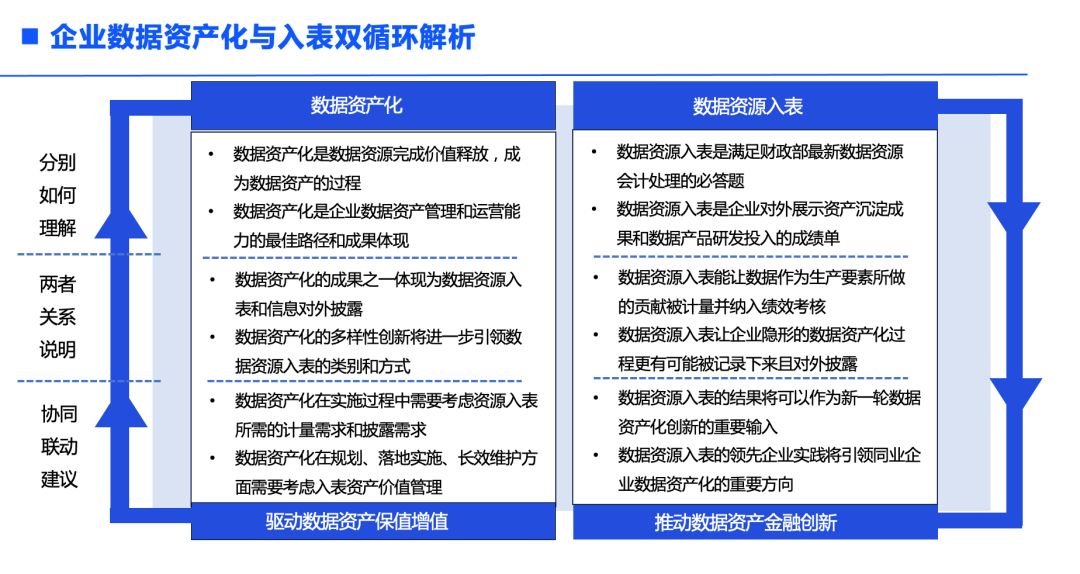 企业数据资产化与入表双循环解析
数据资产化
数据资源入表
分别
如何
理解
• 数据资产化是数据资源完成价值释放，成
为数据资产的过程
• 数据资产化是企业数据资产管理和运营能
力的最佳路径和成果体现
• 数据资源入表是满足财政部最新数据资源
会计处理的必答题
• 数据资源入表是企业对外展示资产沉淀成
果和数据产品研发投入的成绩单
两者
关系
说明
• 数据资产化的成果之一体现为数据资源入
表和信息对外披露
• 数据资产化的多样性创新将进一步引领数
据资源入表的类别和方式
• 数据资源入表能让数据作为生产要素所做
的贡献被计量并纳入绩效考核
• 数据资源入表让企业隐形的数据资产化过
程更有可能被记录下来且对外披露
协同
联动
建议
• 数据资产化在实施过程中需要考虑资源入表
所需的计量需求和披露需求
• 数据资产化在规划、落地实施、长效维护方
面需要考虑入表资产价值管理
• 数据资源入表的结果将可以作为新一轮数据
资产化创新的重要输入
• 数据资源入表的领先企业实践将引领同业企
业数据资产化的重要方向
驱动数据资产保值增值
推动数据资产金融创新